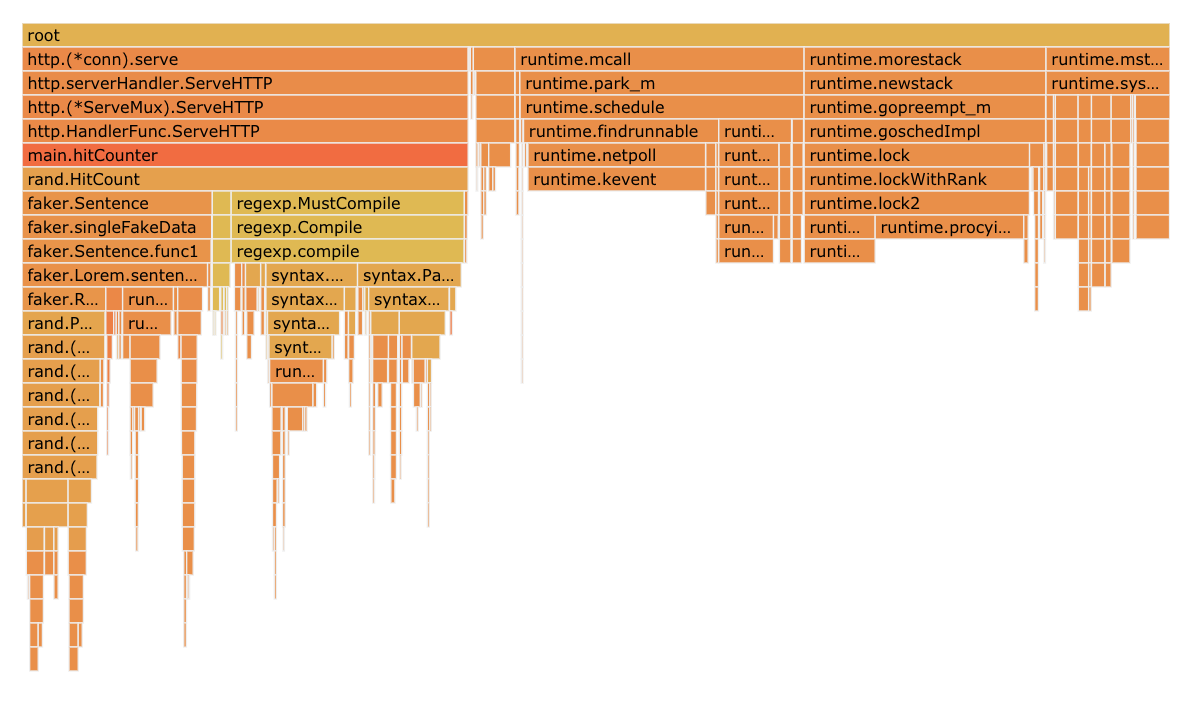 root
http.(*conn).serve runtime.mcall runtime.morestack runtime.mst...
http.serverHandler.ServeHTTP runtime.park_m runtime.newstack runtime.sys...
http.(*ServeMux).ServeHTTP runtime.schedule runtime.gopreempt_m
http.HandlerFunc.ServeHTTP runtime.findrunnable runti... runtime.goschedImpl
main.hitCounter runtime.netpoll runt... runtime.lock
rand.HitCount runtime.kevent runt... runtime.lockWithRank
faker.Sentence regexp.MustCompile runt... runtime.lock2
faker.singleFakeData regexp.Compile run... runti... runtime.procyi...
faker.Sentence.func1 regexp.compile run... runti...
faker.Lorem.senten... syntax.... syntax.Pa...
faker.R... run... syntax... syntax...
rand.P... ru... synta...
rand.(... synt...
rand.(... run...
rand.(...
rand.(...
rand.(...
rand.(...